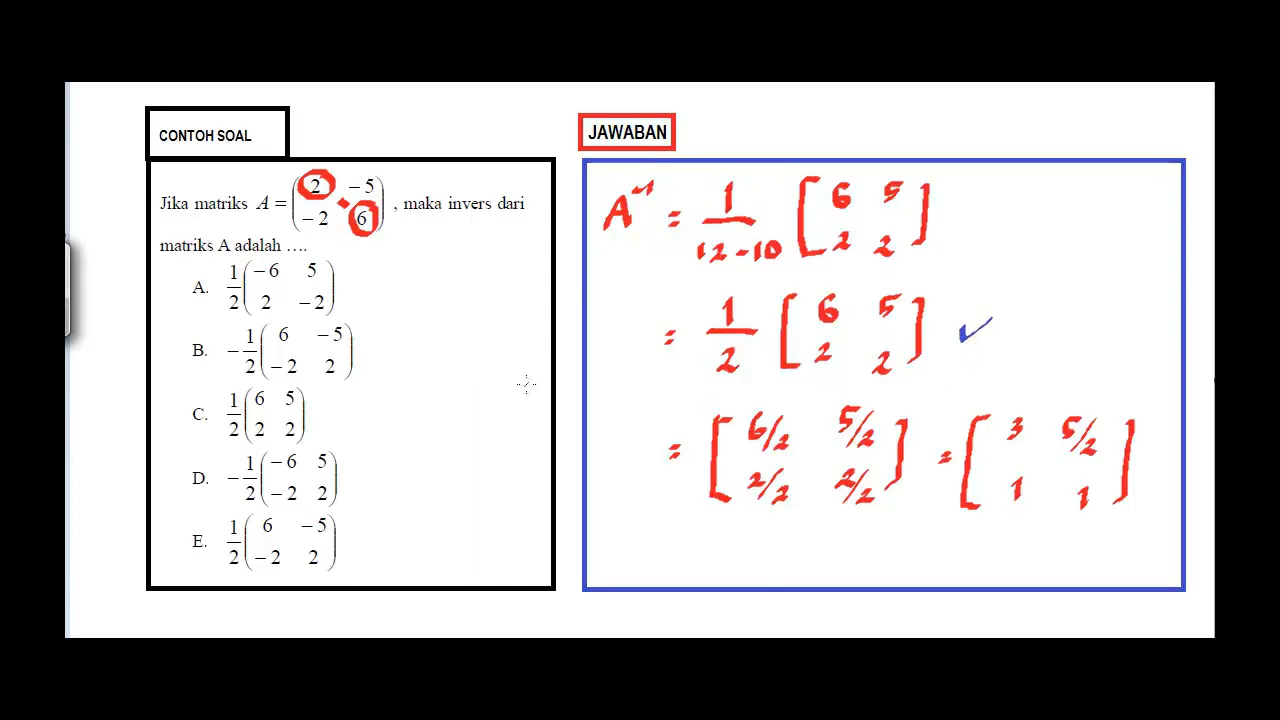 CONTOH SOAL
Jika matriks A = ( 2 −5 / −2 6 ) , maka invers dari
matriks A adalah ….
A. 1/2 ( −6 5 / 2 −2 )
B. − 1/2 ( 6 −5 / −2 2 )
C. 1/2 ( 6 5 / 2 2 )
D. − 1/2 ( −6 5 / −2 2 )
E. 1/2 ( 6 −5 / −2 2 )
JAWABAN
A⁻¹ = 1/(12-10) [ 6 5 / 2 2 ]
= 1/2 [ 6 5 / 2 2 ] ✓
= [ 6/2 5/2 / 2/2 2/2 ] = [ 3 5/2 / 1 1 ]